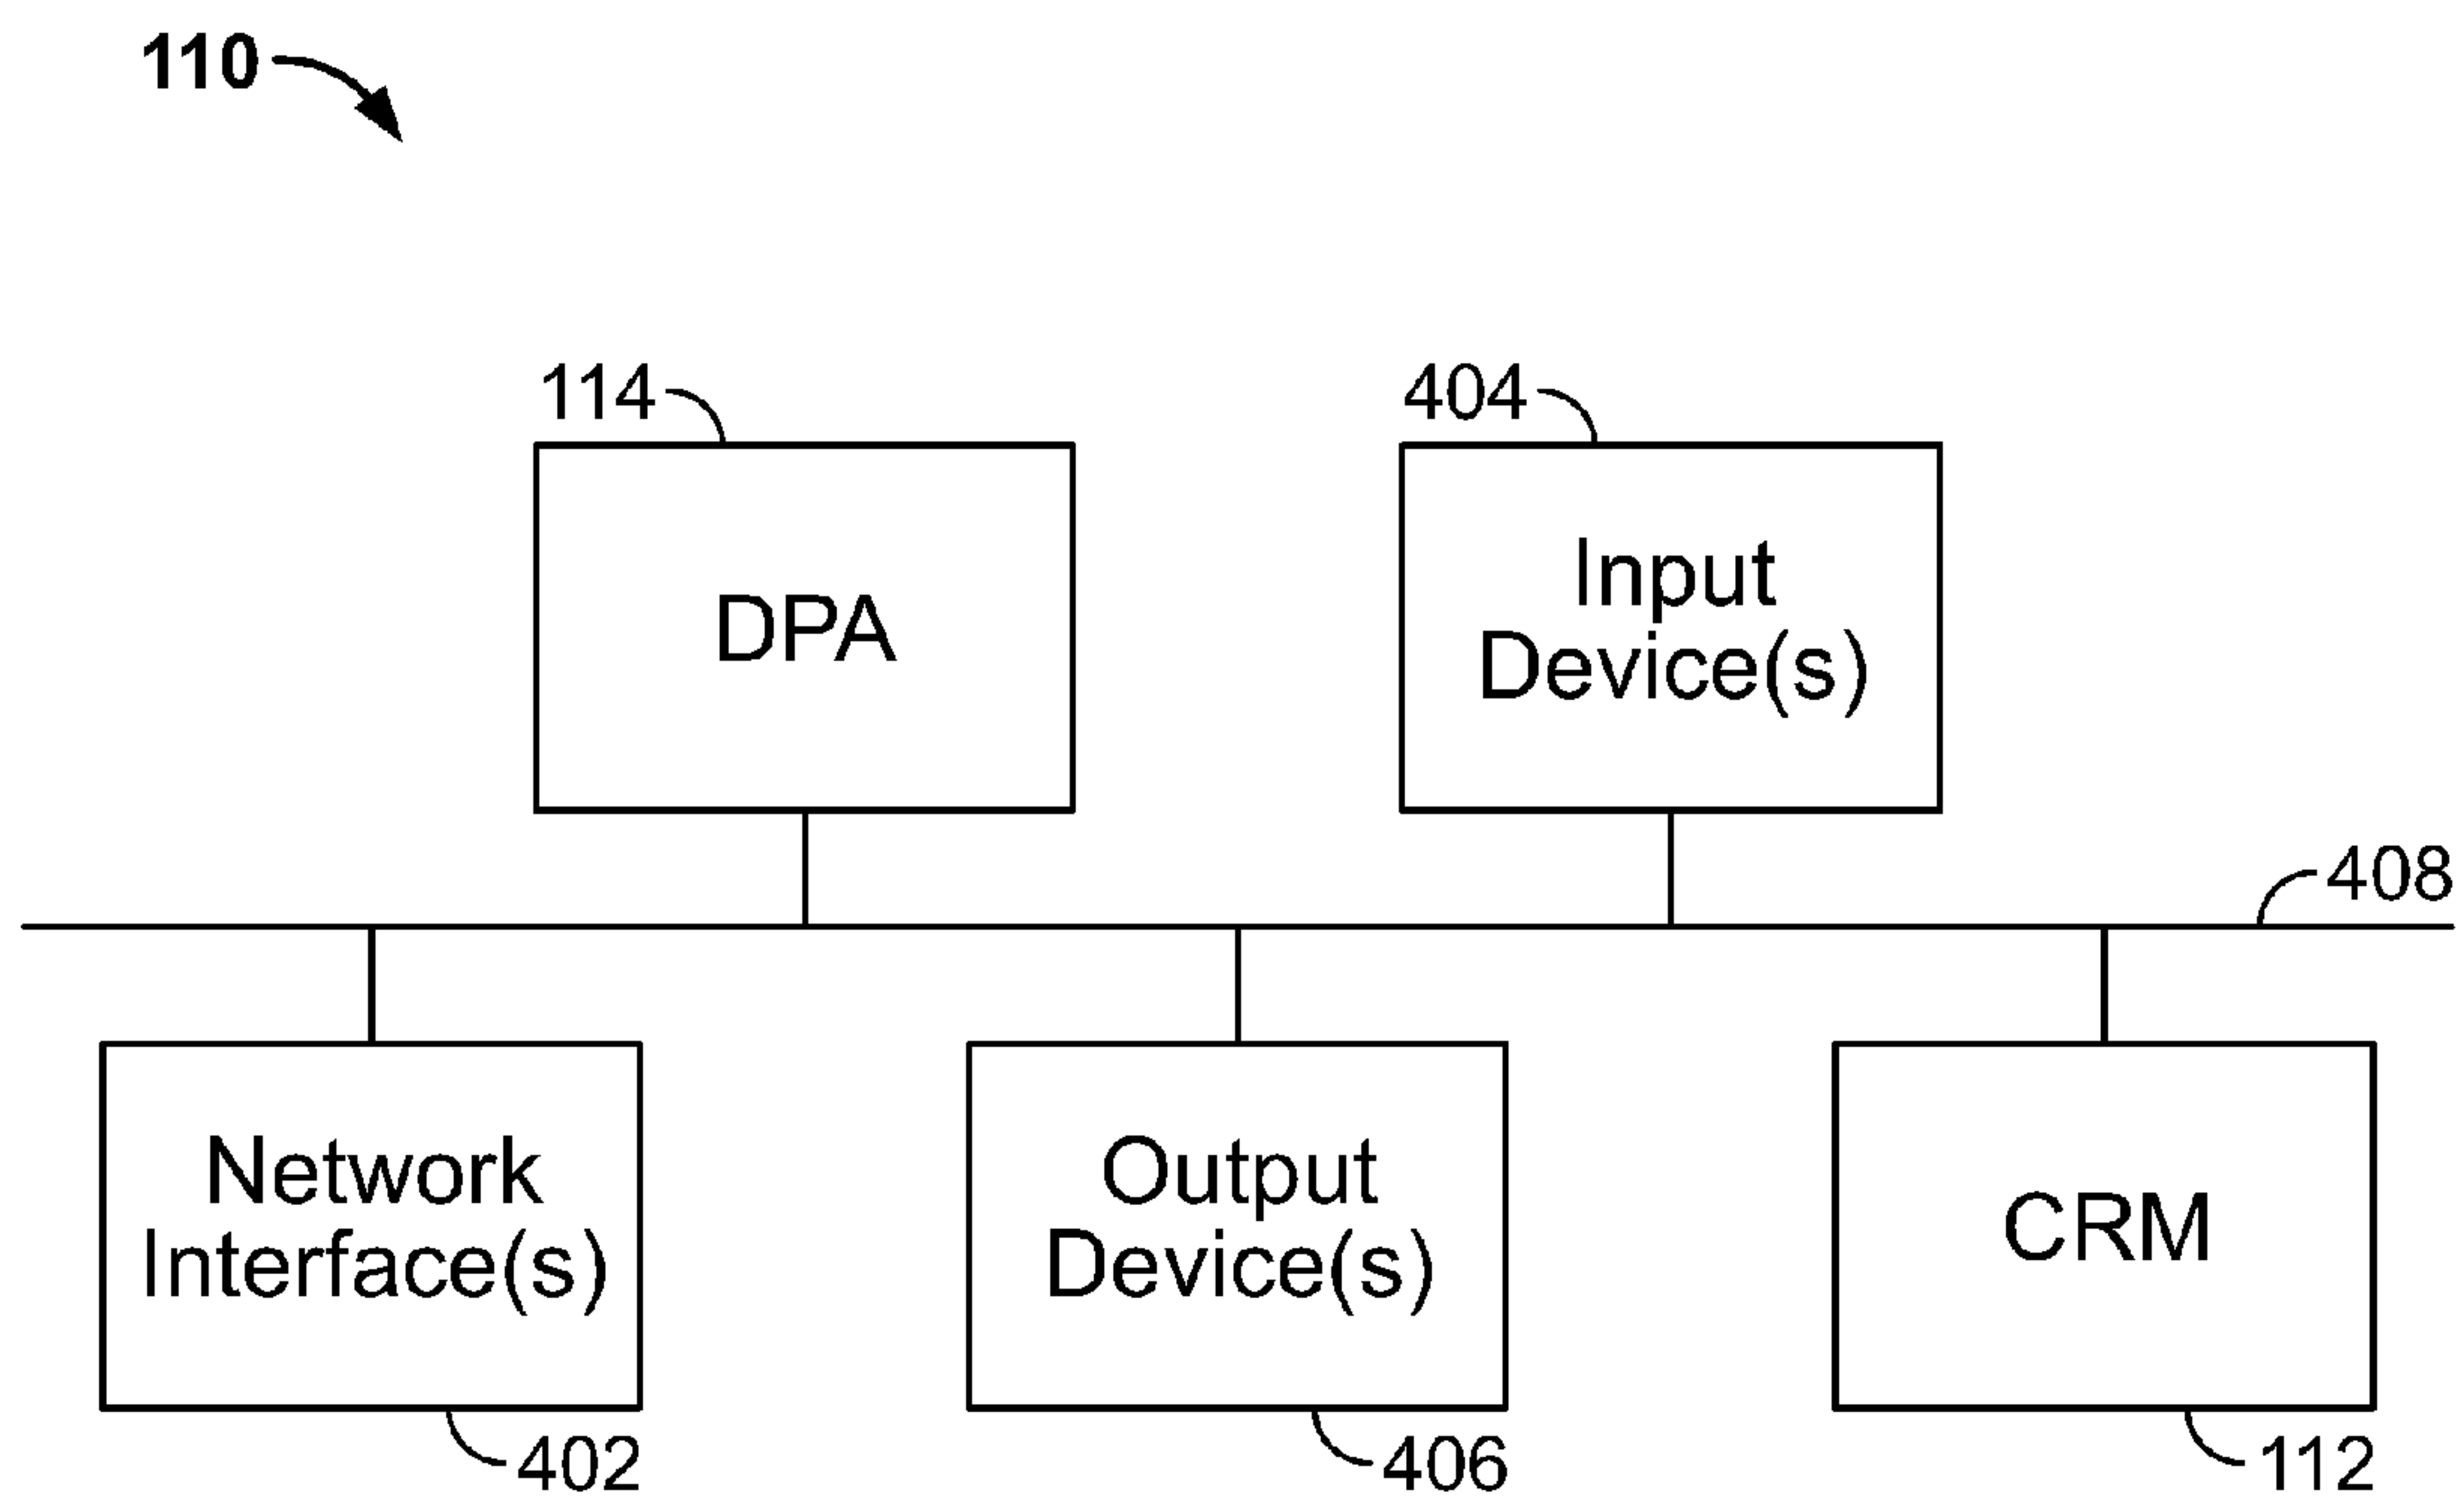 110
114
404
DPA
Input
Device(s)
408
Network
Interface(s)
Output
Device(s)
CRM
402
406
112